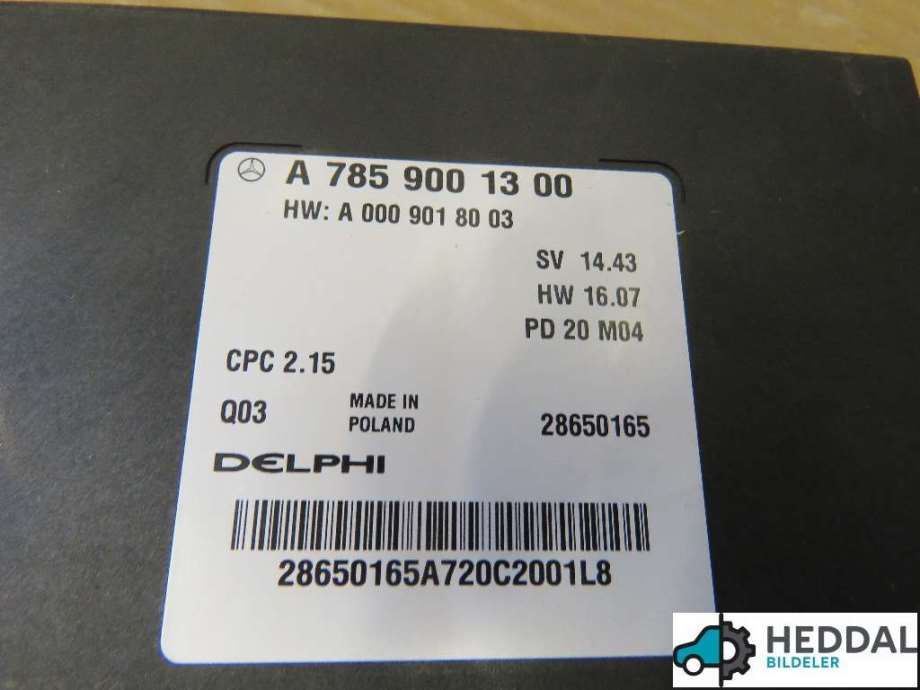 A 785 900 13 00
HW: A 000 901 80 03
SV 14.43
HW 16.07
PD 20 M04
CPC 2.15
Q03
MADE IN
POLAND
28650165
DELPHI
28650165A720C2001L8
HEDDAL
BILDELER